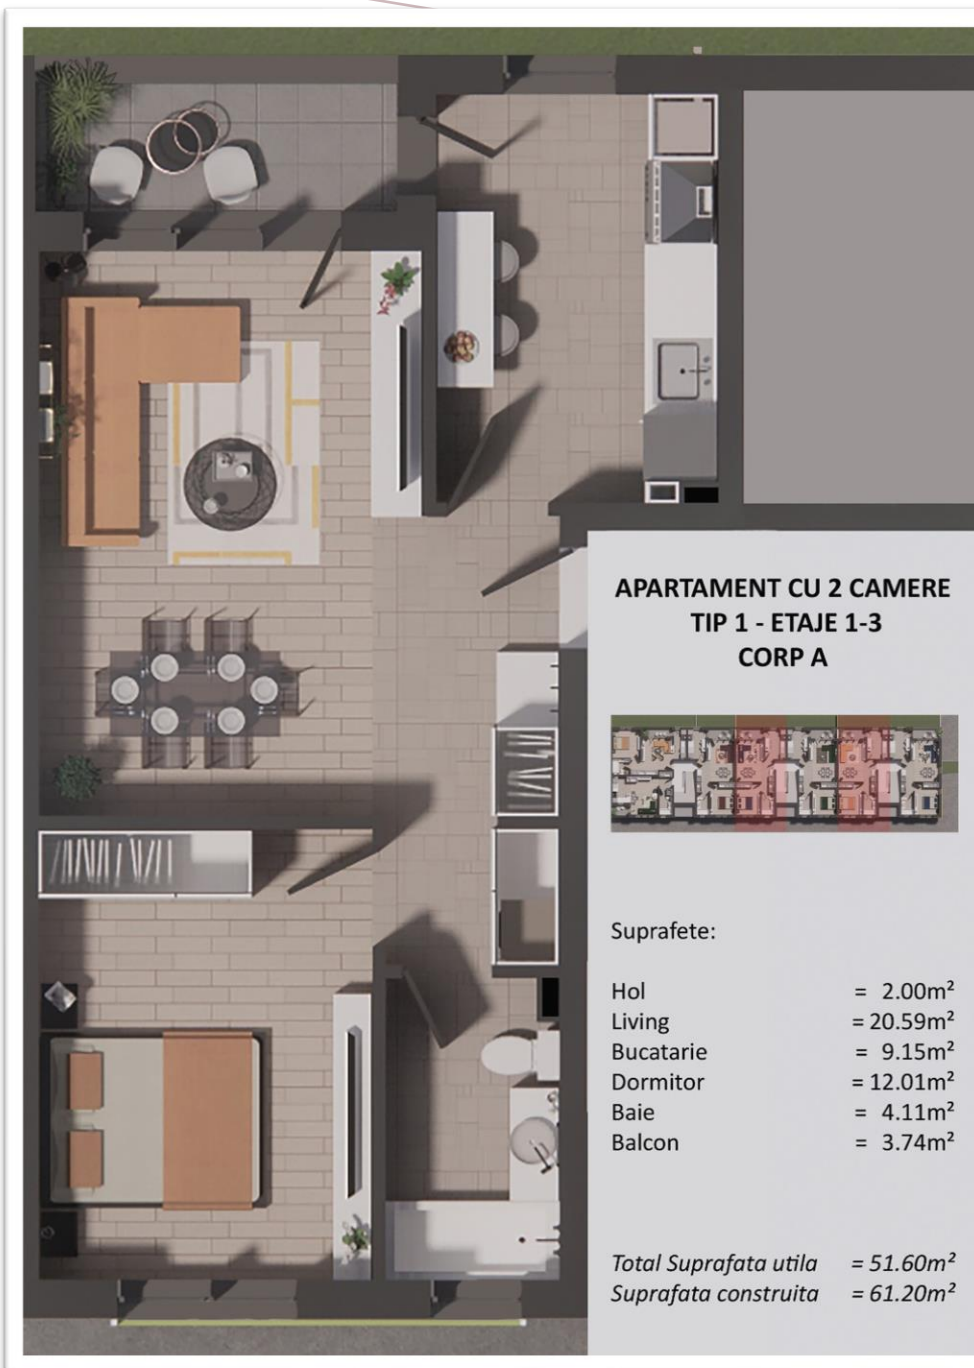 APARTAMENT CU 2 CAMERE
TIP 1 - ETAJE 1-3
CORP A
Suprafete:
Hol = 2.00m²
Living = 20.59m²
Bucatarie = 9.15m²
Dormitor = 12.01m²
Baie = 4.11m²
Balcon = 3.74m²
Total Suprafata utila = 51.60m²
Suprafata construita = 61.20m²